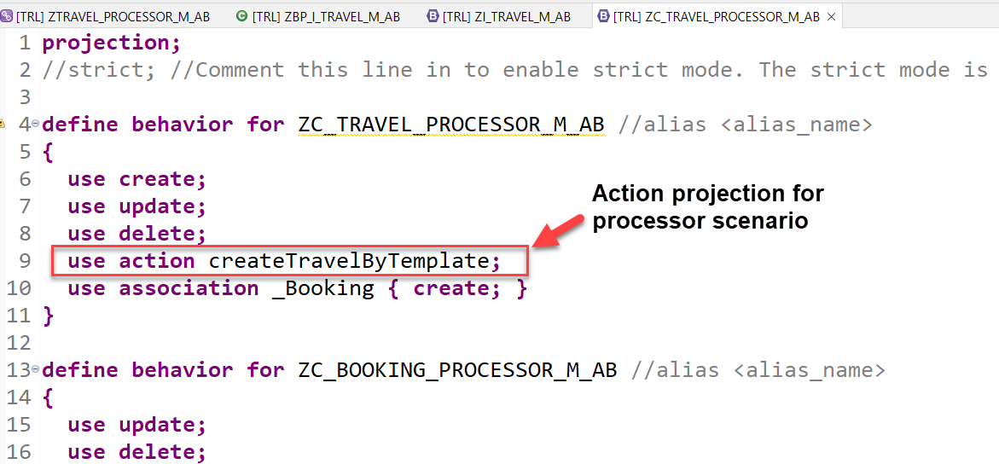 [TRL] ZTRAVEL_PROCESSOR_M_AB [TRL] ZBP_I_TRAVEL_M_AB [TRL] ZI_TRAVEL_M_AB [TRL] ZC_TRAVEL_PROCESSOR_M_AB
1 projection;
2 //strict; //Comment this line in to enable strict mode. The strict mode is
3
4 define behavior for ZC_TRAVEL_PROCESSOR_M_AB //alias <alias_name>
5 {
6 use create;
7 use update;
8 use delete;
9 use action createTravelByTemplate;
10 use association _Booking { create; }
11 }
12
13 define behavior for ZC_BOOKING_PROCESSOR_M_AB //alias <alias_name>
14 {
15 use update;
16 use delete;
Action projection for
processor scenario